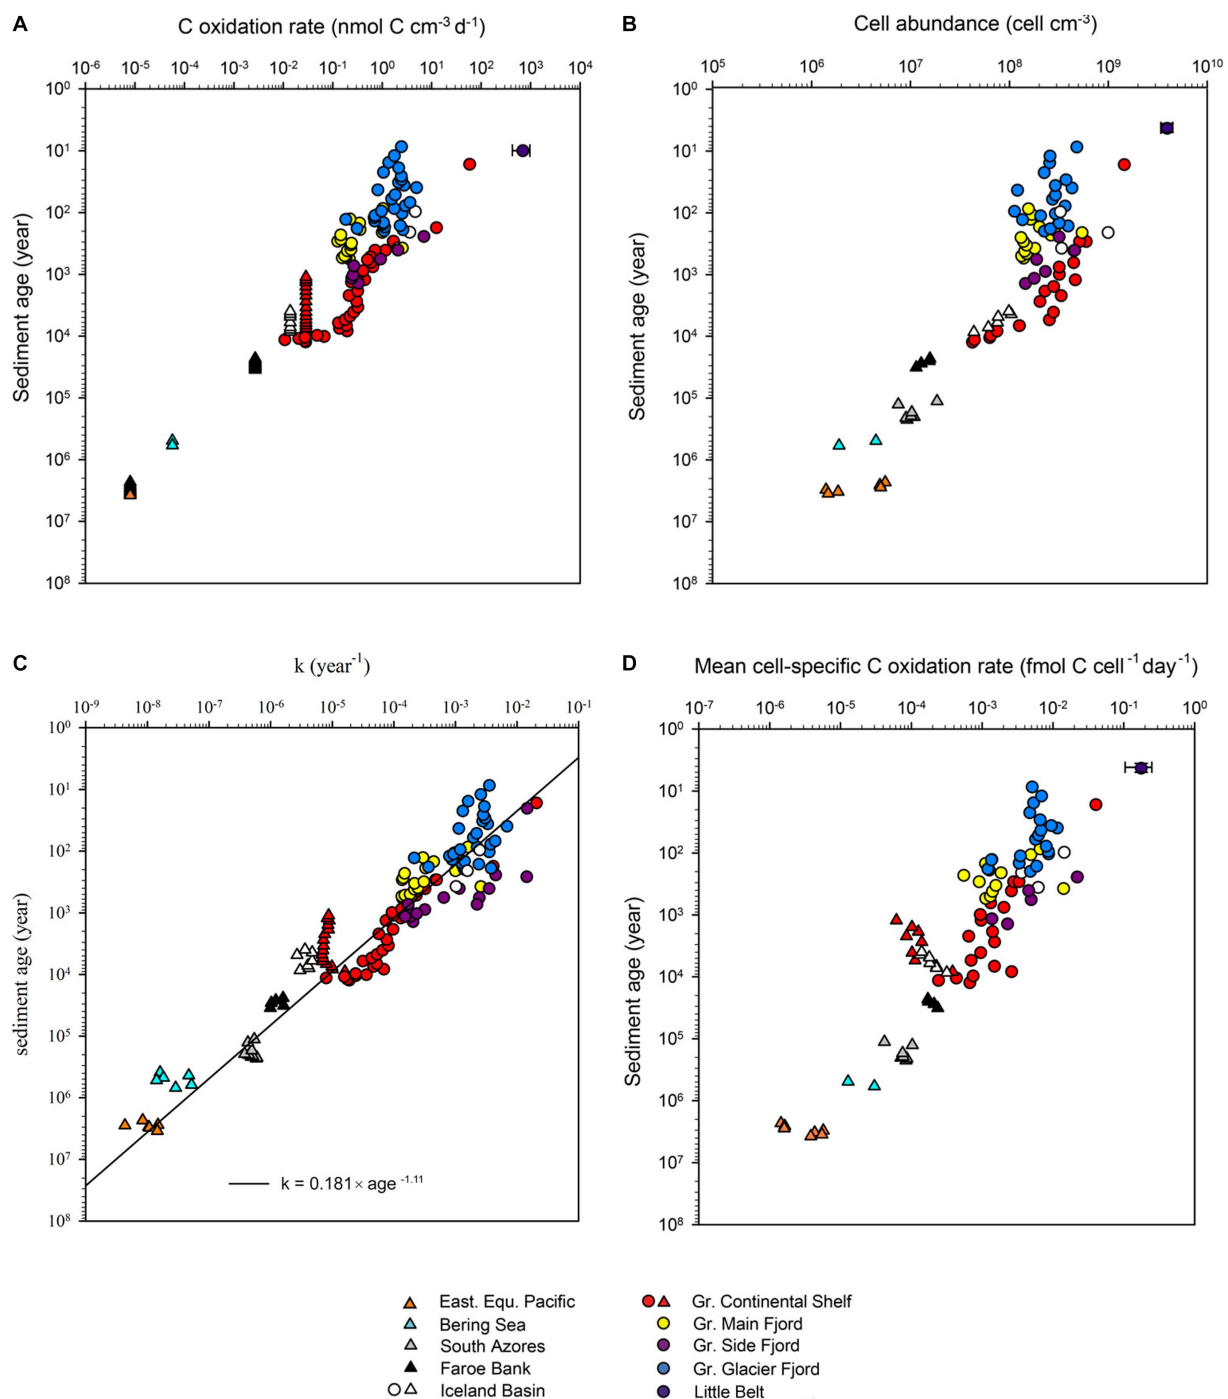 A
C oxidation rate (nmol C cm⁻³ d⁻¹)
10⁻⁶ 10⁻⁵ 10⁻⁴ 10⁻³ 10⁻² 10⁻¹ 10⁰ 10¹ 10² 10³ 10⁴
10⁰
10¹
10²
10³
10⁴
10⁵
10⁶
10⁷
10⁸
Sediment age (year)
B
Cell abundance (cell cm⁻³)
10⁵ 10⁶ 10⁷ 10⁸ 10⁹ 10¹⁰
10⁰
10¹
10²
10³
10⁴
10⁵
10⁶
10⁷
10⁸
Sediment age (year)
C
k (year⁻¹)
10⁻⁹ 10⁻⁸ 10⁻⁷ 10⁻⁶ 10⁻⁵ 10⁻⁴ 10⁻³ 10⁻² 10⁻¹
10⁰
10¹
10²
10³
10⁴
10⁵
10⁶
10⁷
10⁸
sediment age (year)
k = 0.181× age ⁻¹·¹¹
D
Mean cell-specific C oxidation rate (fmol C cell⁻¹ day⁻¹)
10⁻⁷ 10⁻⁶ 10⁻⁵ 10⁻⁴ 10⁻³ 10⁻² 10⁻¹ 10⁰
10⁰
10¹
10²
10³
10⁴
10⁵
10⁶
10⁷
10⁸
Sediment age (year)
East. Equ. Pacific
Bering Sea
South Azores
Faroe Bank
Iceland Basin
Gr. Continental Shelf
Gr. Main Fjord
Gr. Side Fjord
Gr. Glacier Fjord
Little Belt